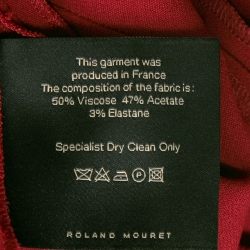 This garment was
produced in France
The composition of the fabric is:
50% Viscose 47% Acetate
3% Elastane
Specialist Dry Clean Only
P
ROLAND MOURET